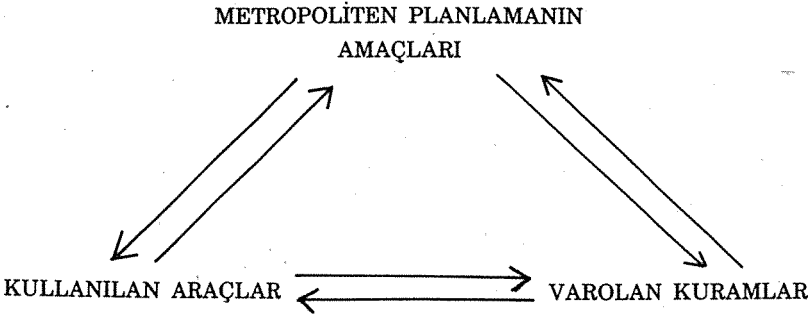 METROPOLİTEN PLANLAMANIN
AMAÇLARI
KULLANILAN ARAÇLAR
VAROLAN KURAMLAR